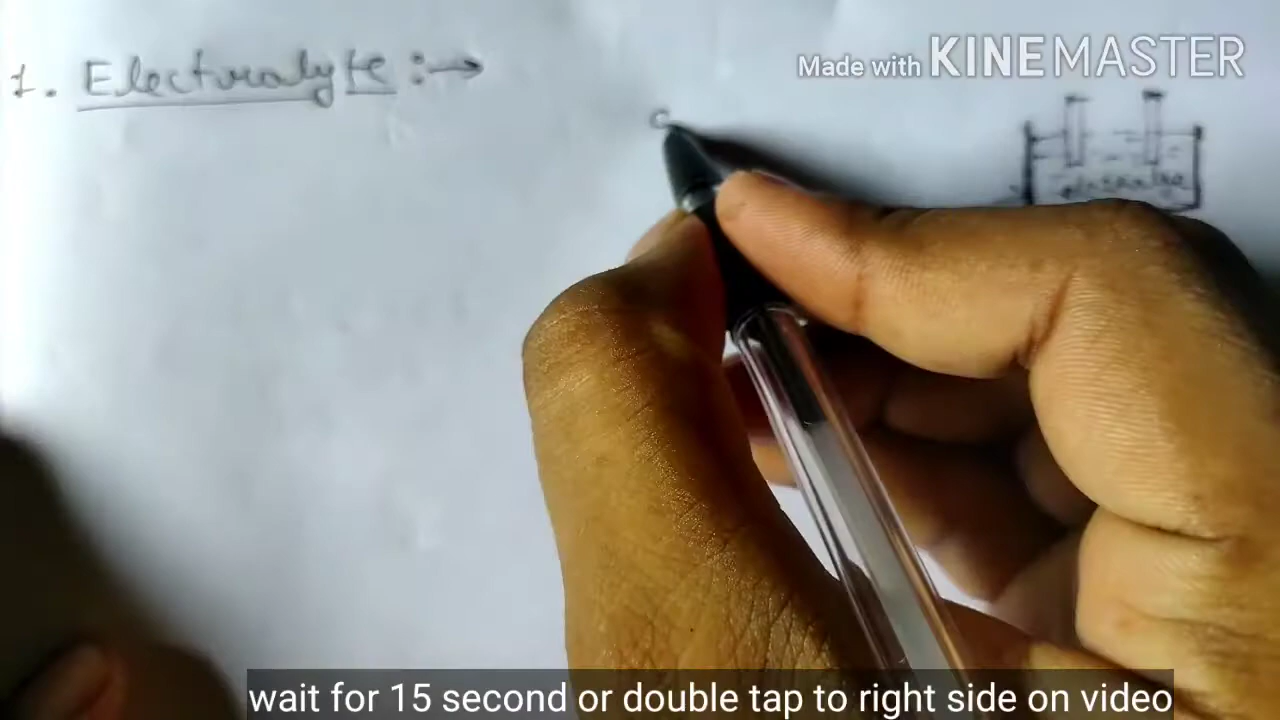 Made with KINEMASTER
1. Electrolyte :→
wait for 15 second or double tap to right side on video